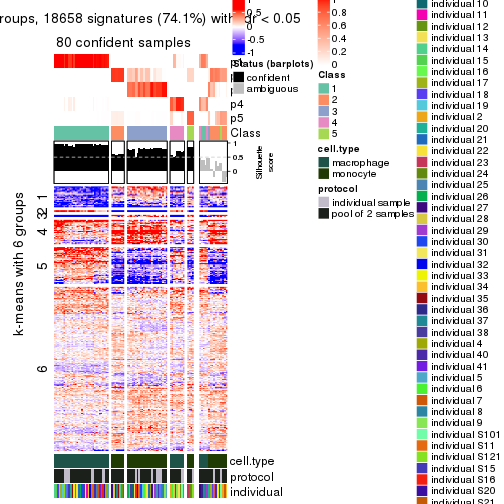 roups, 18658 signatures (74.1%) with
< 0.05
80 confident samples
p4
p5
Class
1
0.5
0
Silhouette
score
1
0.5
0
-0.5
-1
Status (barplots)
confident
ambiguous
0.8
0.6
0.4
0.2
0
Class
1
2
3
4
5
cell.type
macrophage
monocyte
protocol
individual sample
pool of 2 samples
k-means with 6 groups
1
2
3
4
5
6
cell.type
protocol
individual
individual 10
individual 11
individual 12
individual 13
individual 14
individual 15
individual 16
individual 17
individual 18
individual 19
individual 2
individual 20
individual 21
individual 22
individual 23
individual 24
individual 25
individual 26
individual 27
individual 28
individual 29
individual 30
individual 31
individual 32
individual 33
individual 34
individual 35
individual 36
individual 37
individual 38
individual 4
individual 40
individual 41
individual 5
individual 6
individual 7
individual 8
individual 9
individual S101
individual S11
individual S121
individual S15
individual S16
individual S20
individual S21